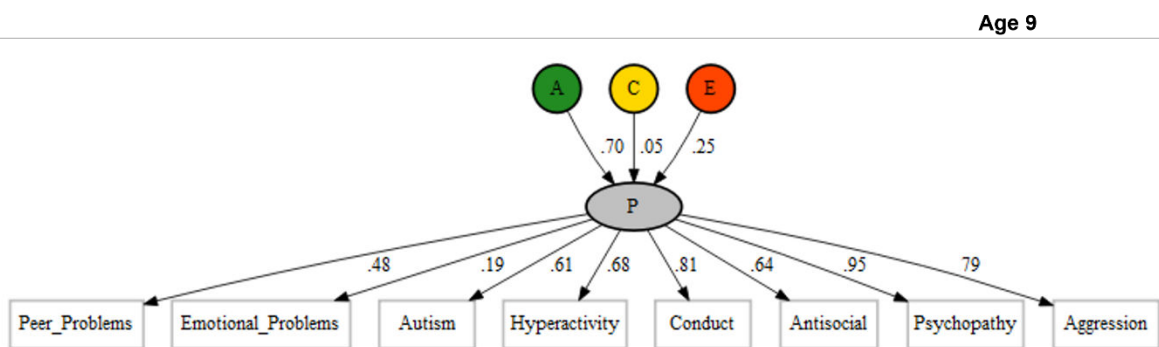 Age 9
A C E
.70 .05 .25
P
.48 .19 .61 .68 .81 .64 .95 79
Peer_Problems Emotional_Problems Autism Hyperactivity Conduct Antisocial Psychopathy Aggression